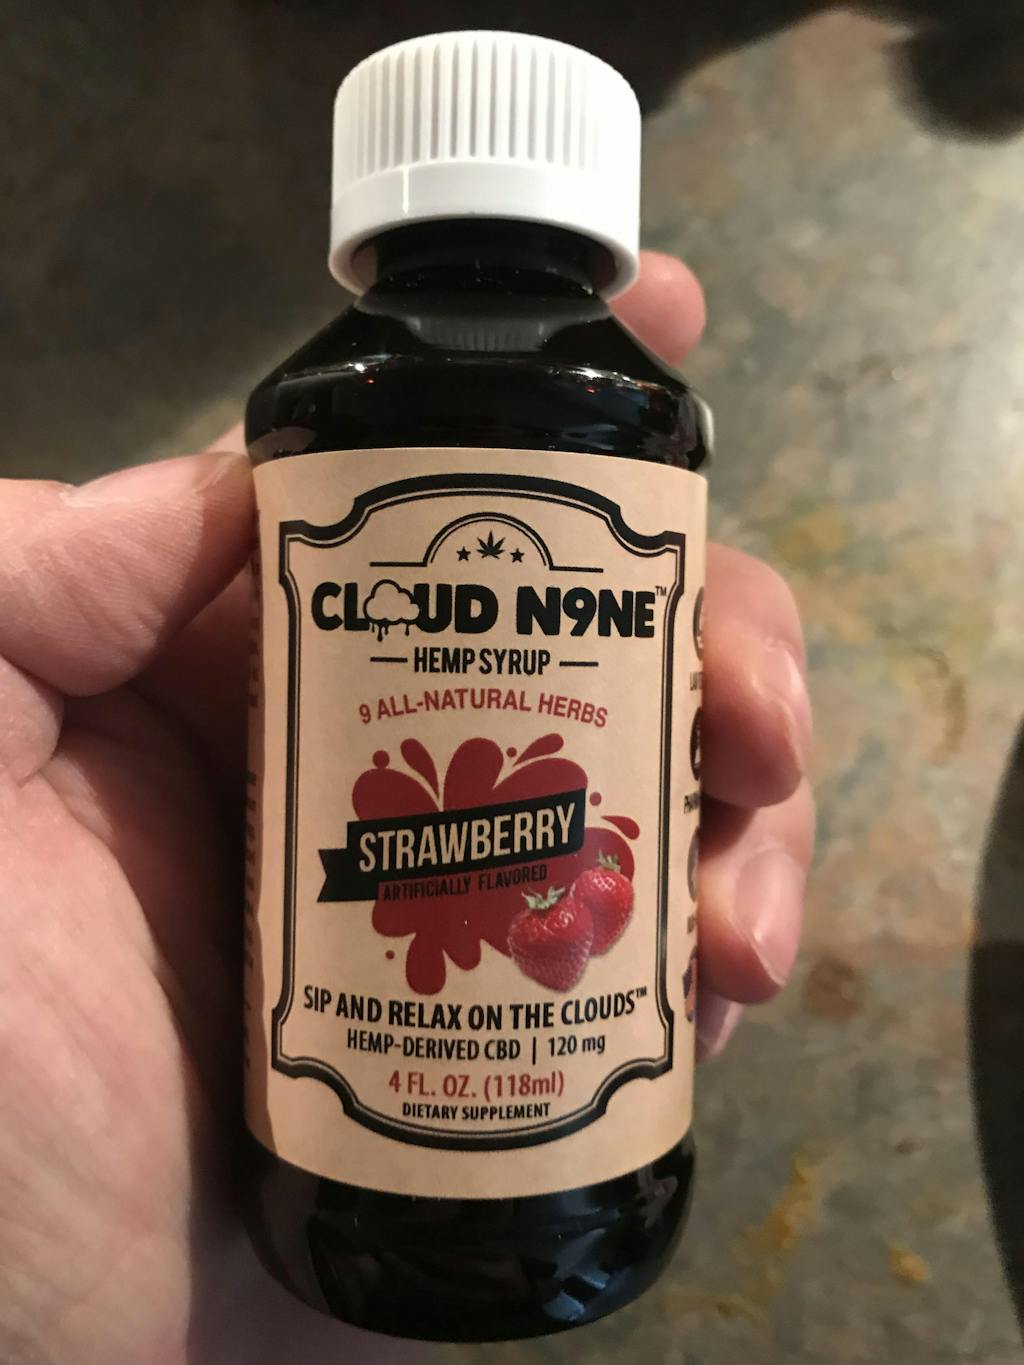 CLOUD N9NE™
HEMP SYRUP
9 ALL-NATURAL HERBS
STRAWBERRY
ARTIFICIALLY FLAVORED
SIP AND RELAX ON THE CLOUDS™
HEMP-DERIVED CBD | 120 mg
4 FL. OZ. (118ml)
DIETARY SUPPLEMENT